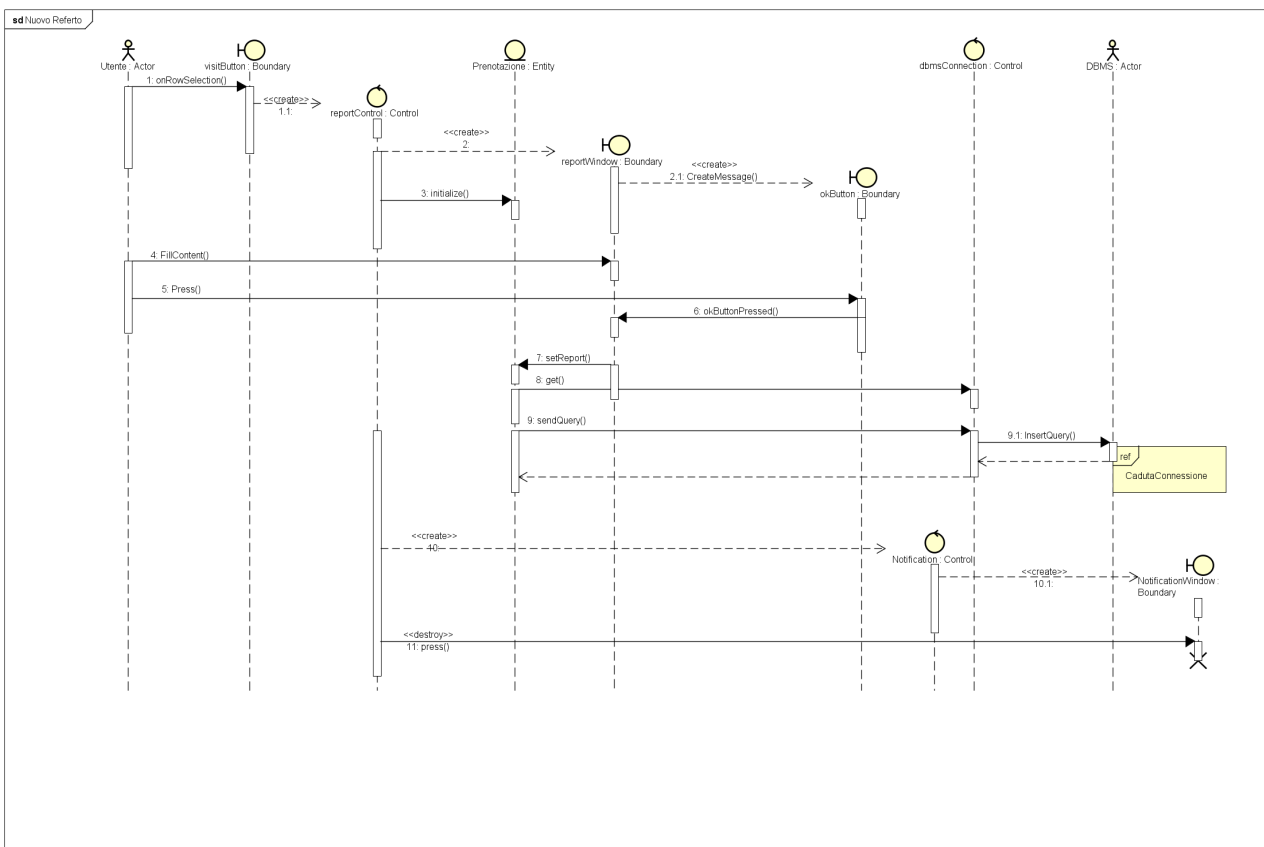 sd Nuovo Referto
Utente : Actor
visitButton : Boundary
Prenotazione : Entity
dbmsConnection : Control
DBMS : Actor
1: onRowSelection()
<<create>>
1.1:
reportControl : Control
<<create>>
2:
reportWindow : Boundary
<<create>>
2.1: CreateMessage()
okButton : Boundary
3: initialize()
4: FillContent()
5: Press()
6: okButtonPressed()
7: setReport()
8: get()
9: sendQuery()
9.1: InsertQuery()
ref
CadutaConnessione
<<create>>
10:
Notification : Control
<<create>>
10.1:
NotificationWindow :
Boundary
<<destroy>>
11: press()